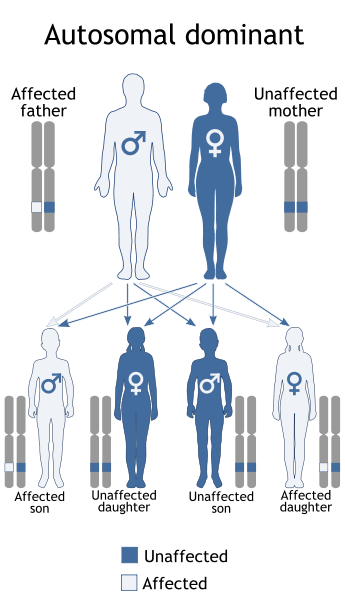 Autosomal dominant
Affected
father
Unaffected
mother
Affected
son
Unaffected
daughter
Unaffected
son
Affected
daughter
Unaffected
Affected